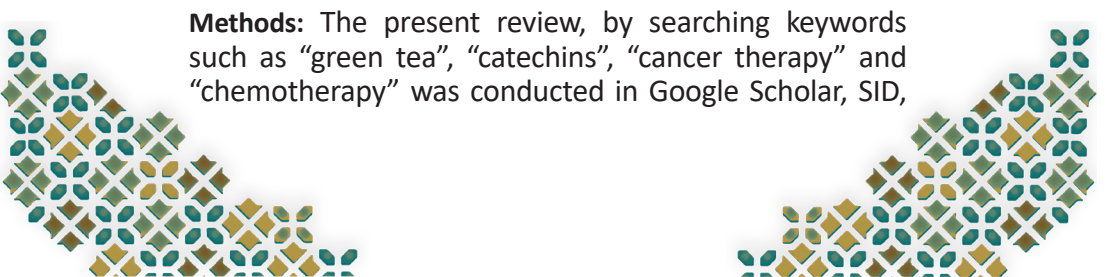 Methods: The present review, by searching keywords
such as “green tea”, “catechins”, “cancer therapy” and
“chemotherapy” was conducted in Google Scholar, SID,